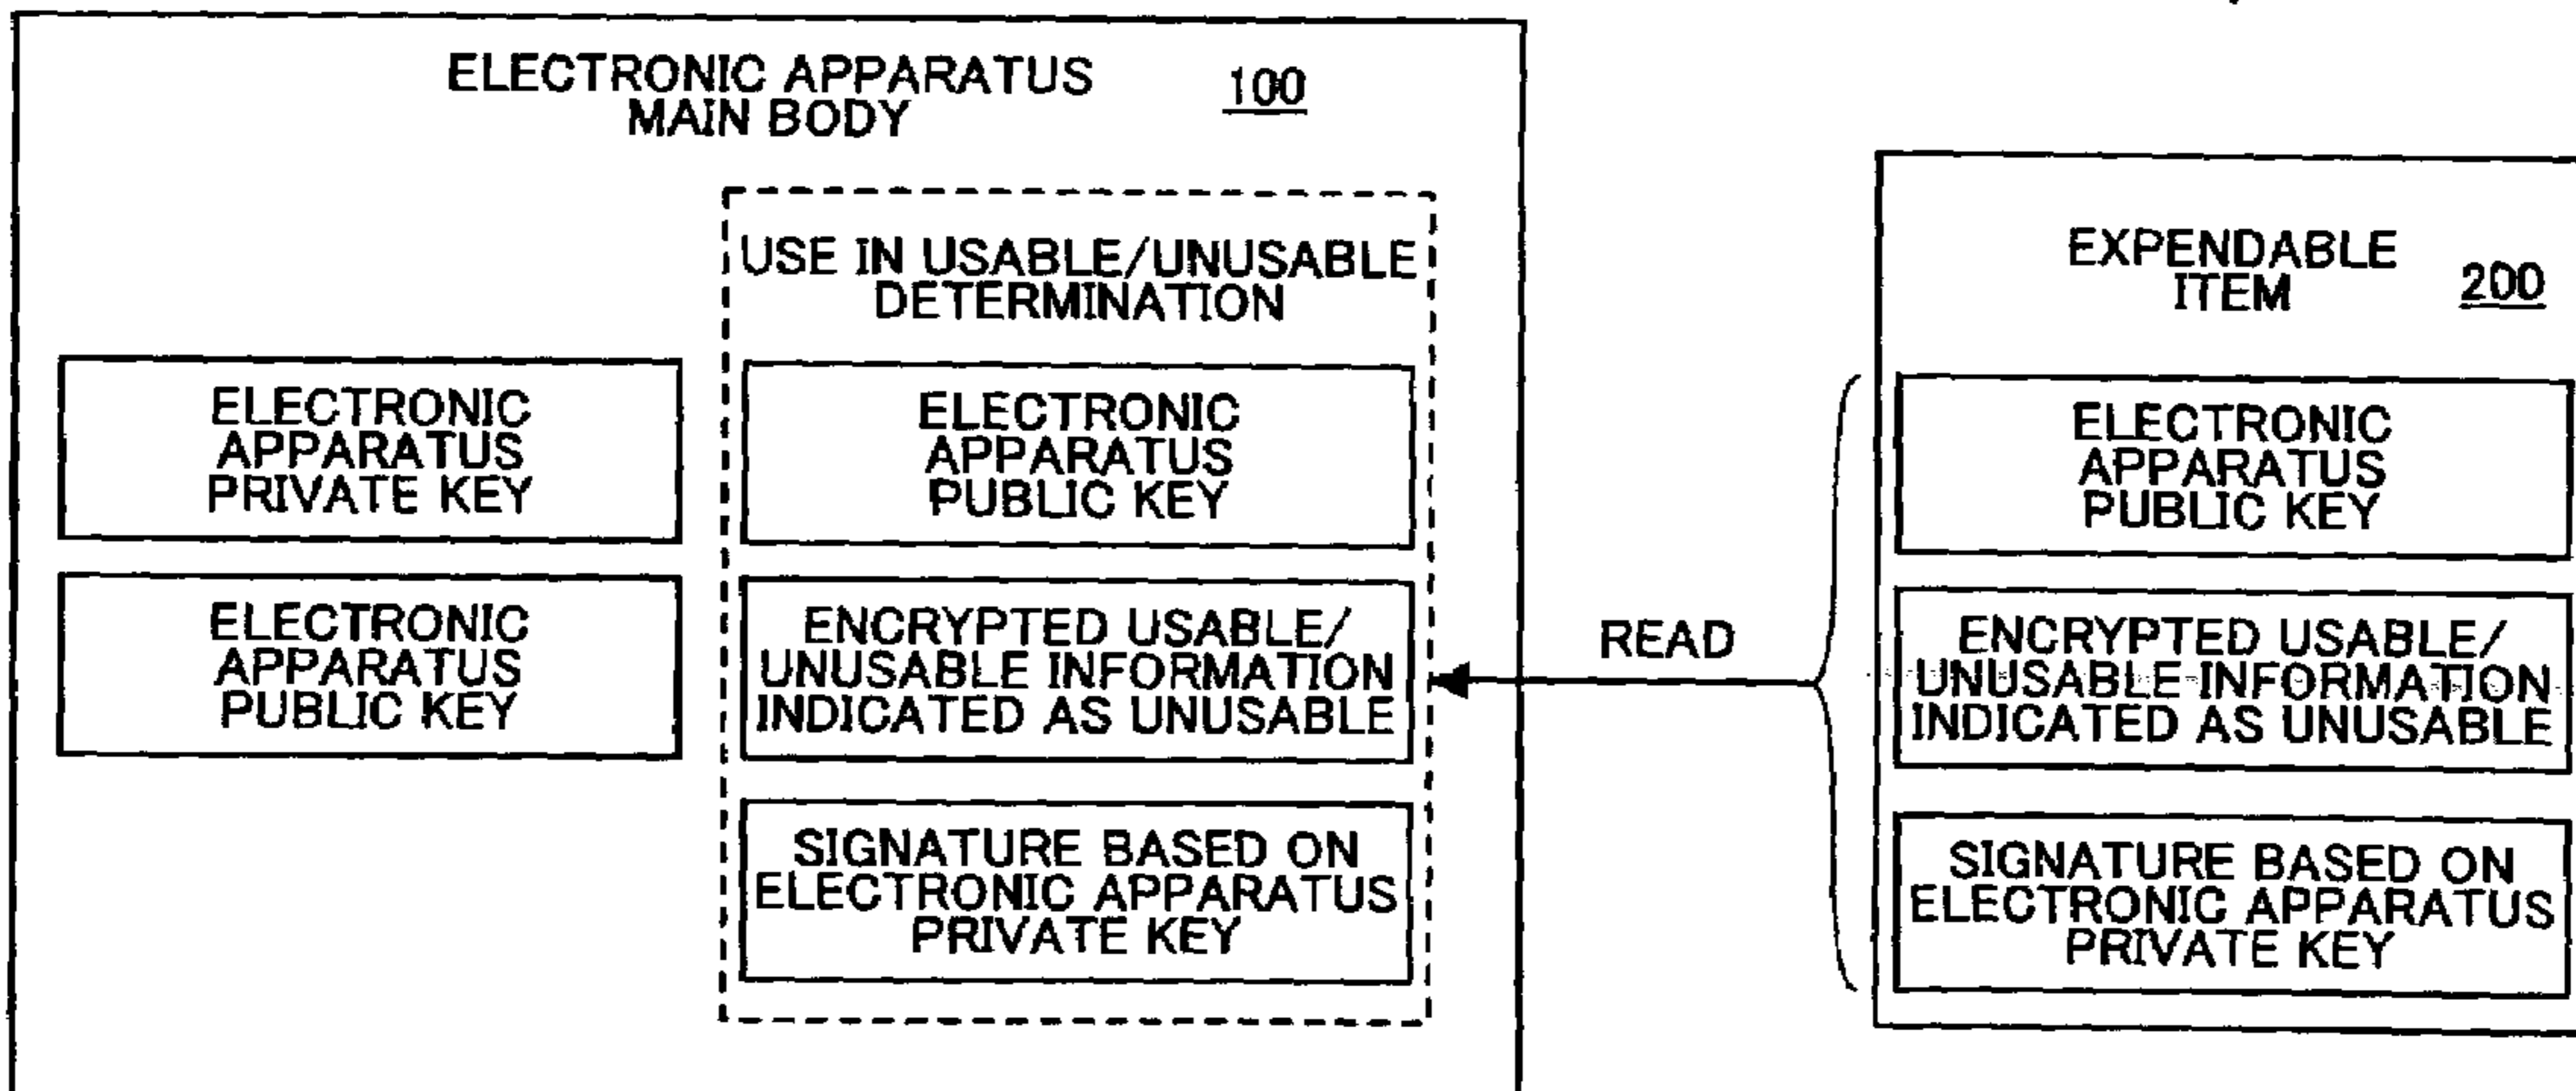 ELECTRONIC APPARATUS
MAIN BODY
100
USE IN USABLE/UNUSABLE
DETERMINATION
ELECTRONIC
APPARATUS
PRIVATE KEY
ELECTRONIC
APPARATUS
PUBLIC KEY
ELECTRONIC
APPARATUS
PUBLIC KEY
ENCRYPTED USABLE/
UNUSABLE INFORMATION
INDICATED AS UNUSABLE
SIGNATURE BASED ON
ELECTRONIC APPARATUS
PRIVATE KEY
READ
EXPENDABLE
ITEM
200
ELECTRONIC
APPARATUS
PUBLIC KEY
ENCRYPTED USABLE/
UNUSABLE INFORMATION
INDICATED AS UNUSABLE
SIGNATURE BASED ON
ELECTRONIC APPARATUS
PRIVATE KEY